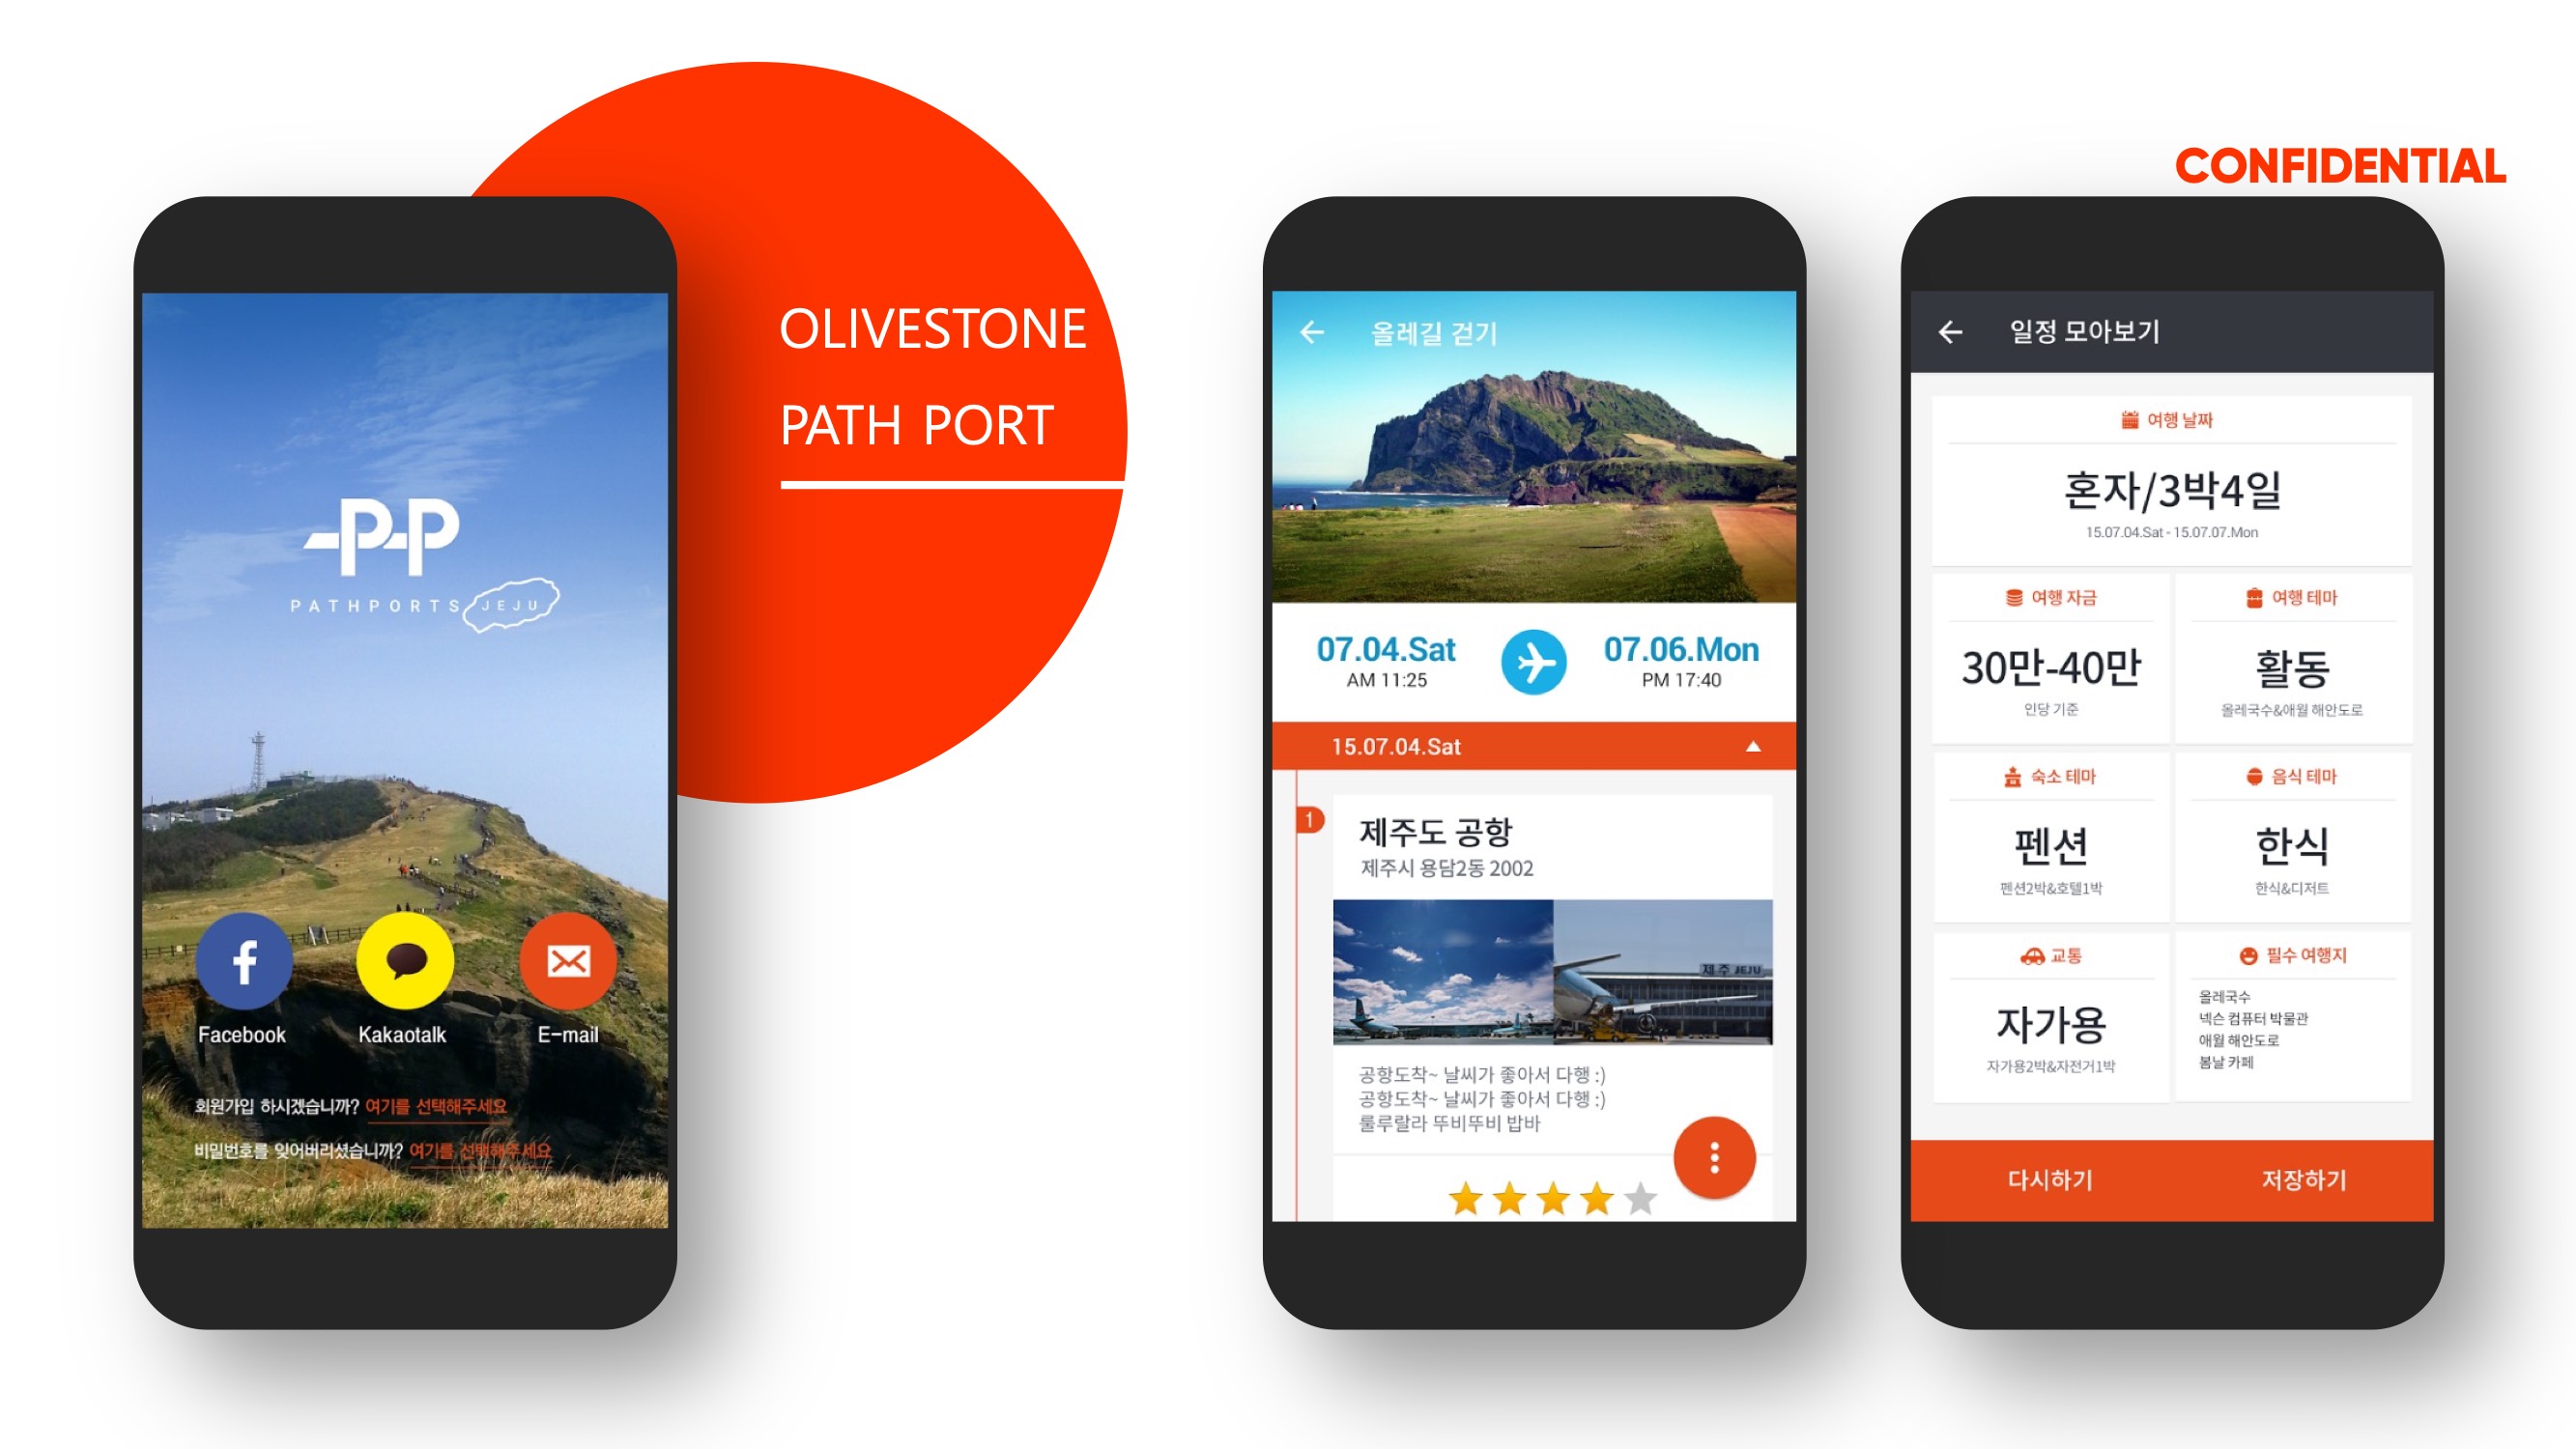 CONFIDENTIAL
OLIVESTONE
PATH PORT
PP
PATHPORTS JEJU
Facebook
Kakaotalk
E-mail
회원가입 하시겠습니까? 여기를 선택해주세요
비밀번호를 잊어버리셨습니까? 여기를 선택해주세요
올레길 걷기
07.04.Sat
AM 11:25
07.06.Mon
PM 17:40
15.07.04.Sat
1
제주도 공항
제주시 용담2동 2002
제주 JEJU
공항도착~ 날씨가 좋아서 다행 :)
공항도착~ 날씨가 좋아서 다행 :)
룰루랄라 뚜비뚜비 밥바
일정 모아보기
여행 날짜
혼자/3박4일
15.07.04.Sat - 15.07.07.Mon
여행 자금
30만-40만
인당 기준
여행 테마
활동
올레국수&애월 해안도로
숙소 테마
펜션
펜션2박&호텔1박
음식 테마
한식
한식&디저트
교통
자가용
자가용2박&자전거1박
필수 여행지
올레국수
넥슨 컴퓨터 박물관
애월 해안도로
봄날 카페
다시하기
저장하기